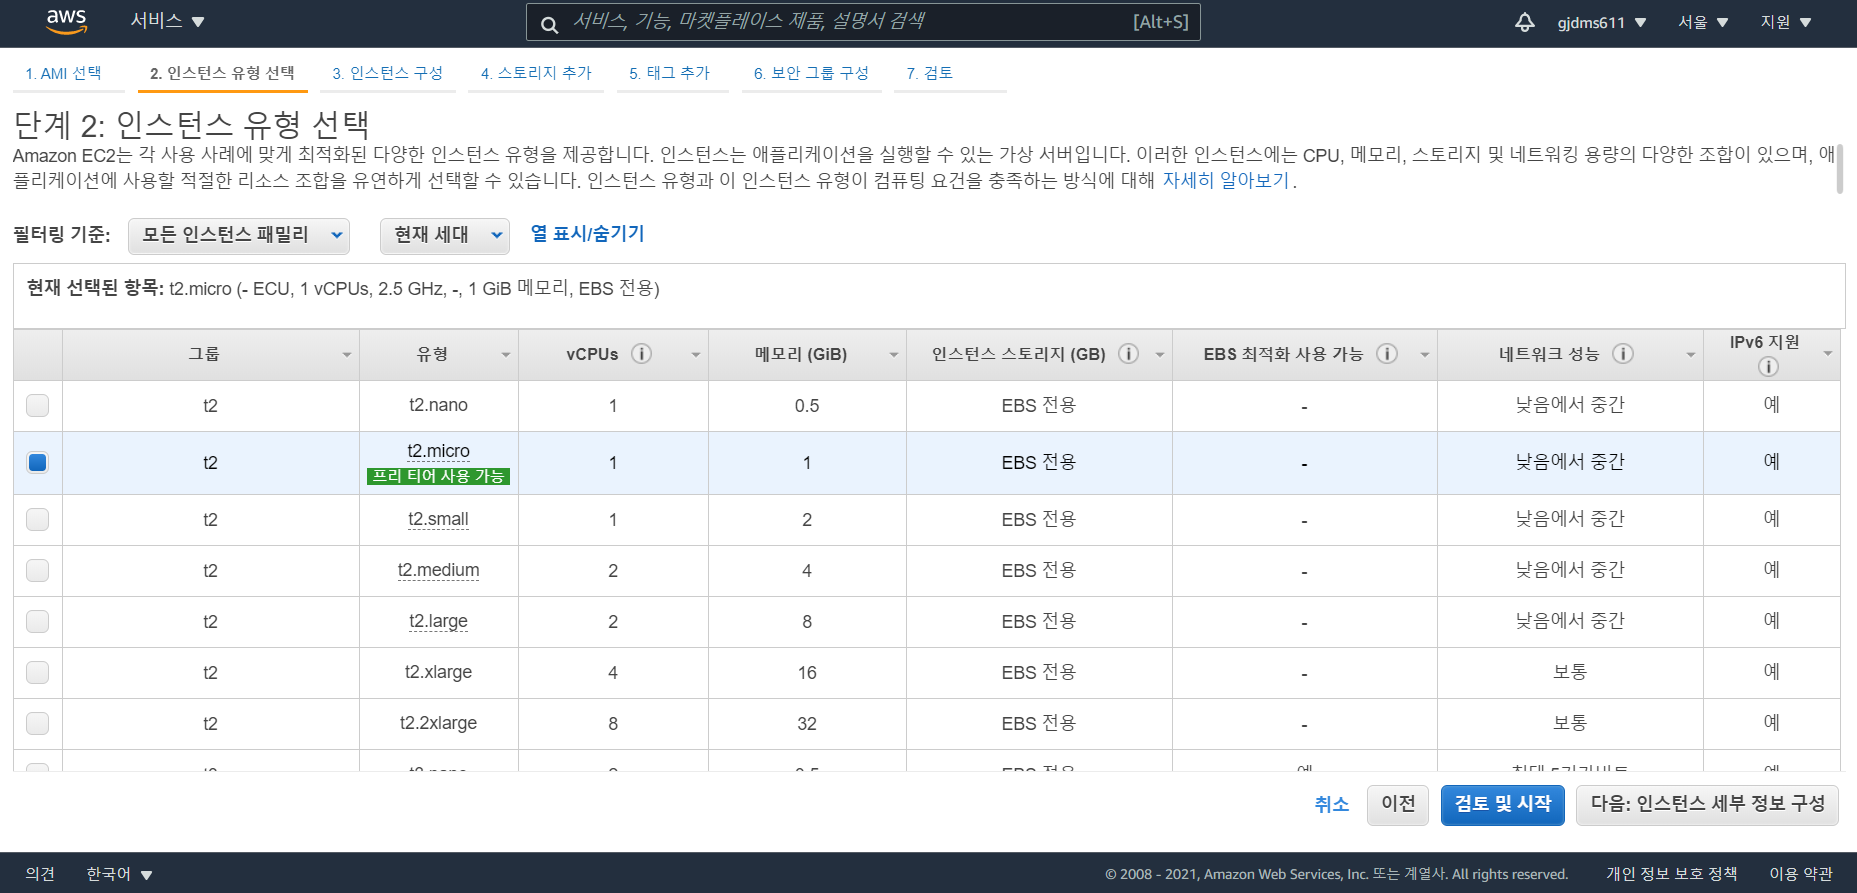 aws 서비스 서비스, 기능, 마켓플레이스 제품, 설명서 검색 [Alt+S] gjdms611 서울 지원
1. AMI 선택 2. 인스턴스 유형 선택 3. 인스턴스 구성 4. 스토리지 추가 5. 태그 추가 6. 보안 그룹 구성 7. 검토
단계 2: 인스턴스 유형 선택
Amazon EC2는 각 사용 사례에 맞게 최적화된 다양한 인스턴스 유형을 제공합니다. 인스턴스는 애플리케이션을 실행할 수 있는 가상 서버입니다. 이러한 인스턴스에는 CPU, 메모리, 스토리지 및 네트워킹 용량의 다양한 조합이 있으며, 애
플리케이션에 사용할 적절한 리소스 조합을 유연하게 선택할 수 있습니다. 인스턴스 유형과 이 인스턴스 유형이 컴퓨팅 요건을 충족하는 방식에 대해 자세히 알아보기.
필터링 기준: 모든 인스턴스 패밀리 현재 세대 열 표시/숨기기
현재 선택된 항목: t2.micro (- ECU, 1 vCPUs, 2.5 GHz, -, 1 GiB 메모리, EBS 전용)
그룹 유형 vCPUs 메모리 (GiB) 인스턴스 스토리지 (GB) EBS 최적화 사용 가능 네트워크 성능 IPv6 지원
t2 t2.nano 1 0.5 EBS 전용 - 낮음에서 중간 예
t2 t2.micro 1 1 EBS 전용 - 낮음에서 중간 예
프리 티어 사용 가능
t2 t2.small 1 2 EBS 전용 - 낮음에서 중간 예
t2 t2.medium 2 4 EBS 전용 - 낮음에서 중간 예
t2 t2.large 2 8 EBS 전용 - 낮음에서 중간 예
t2 t2.xlarge 4 16 EBS 전용 - 보통 예
t2 t2.2xlarge 8 32 EBS 전용 - 보통 예
취소 이전 검토 및 시작 다음: 인스턴스 세부 정보 구성
의견 한국어 © 2008 - 2021, Amazon Web Services, Inc. 또는 계열사. All rights reserved. 개인 정보 보호 정책 이용 약관